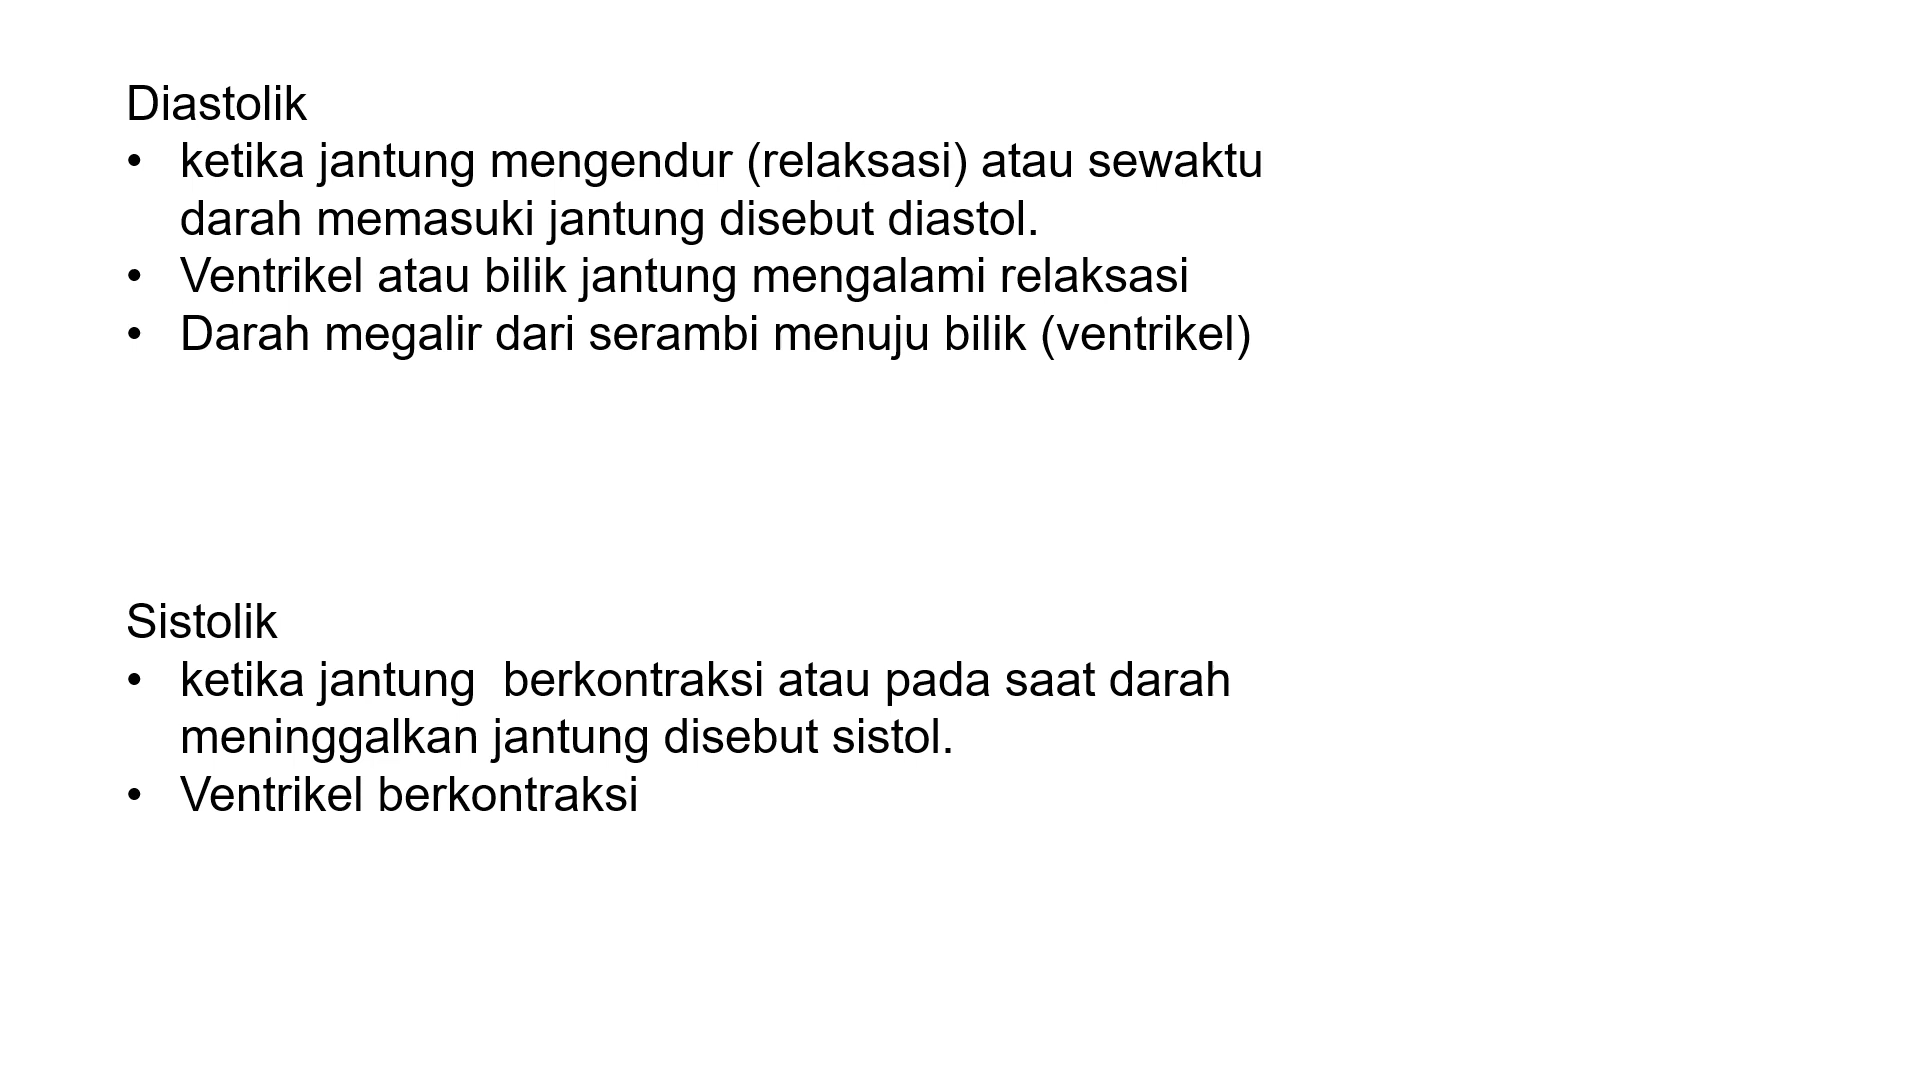 Diastolik
• ketika jantung mengendur (relaksasi) atau sewaktu
darah memasuki jantung disebut diastol.
• Ventrikel atau bilik jantung mengalami relaksasi
• Darah megalir dari serambi menuju bilik (ventrikel)
Sistolik
• ketika jantung  berkontraksi atau pada saat darah
meninggalkan jantung disebut sistol.
• Ventrikel berkontraksi